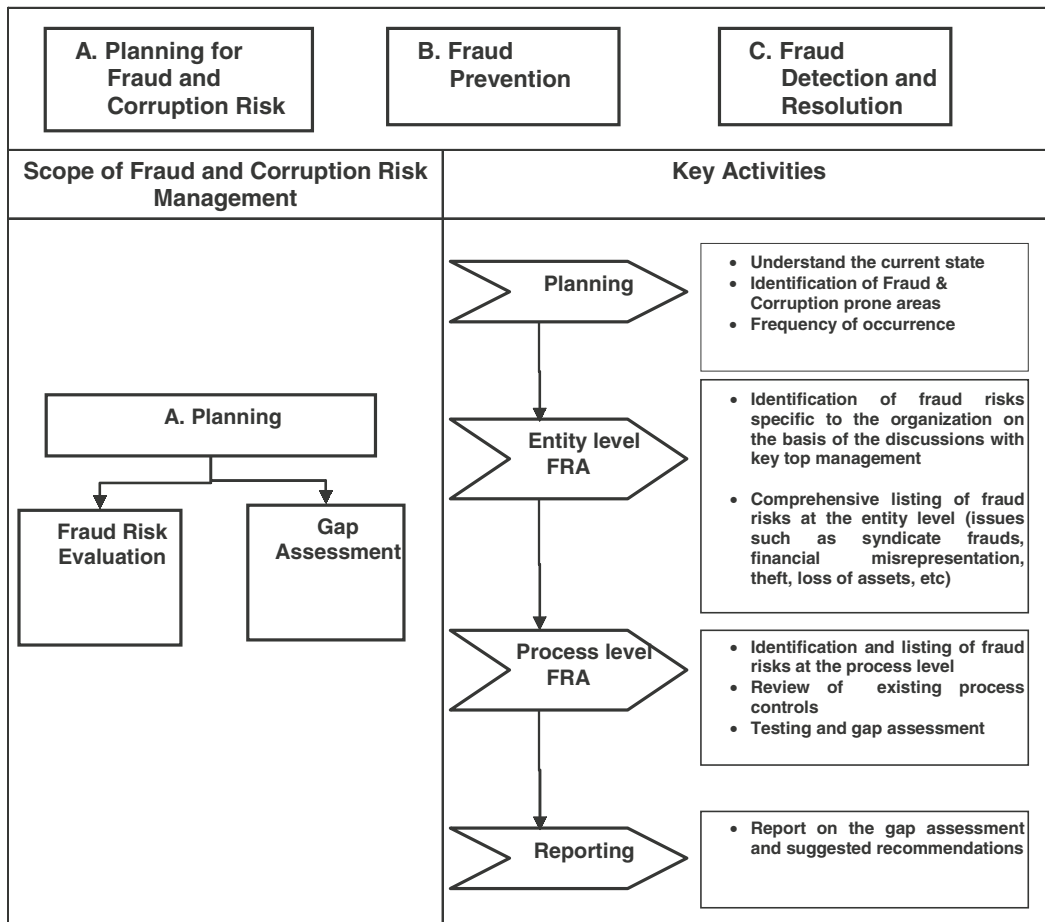 A. Planning for
Fraud and
Corruption Risk
B. Fraud
Prevention
C. Fraud
Detection and
Resolution
Scope of Fraud and Corruption Risk
Management
Key Activities
A. Planning
Fraud Risk
Evaluation
Gap
Assessment
Planning
• Understand the current state
• Identification of Fraud &
Corruption prone areas
• Frequency of occurrence
Entity level
FRA
• Identification of fraud risks
specific to the organization on
the basis of the discussions with
key top management
• Comprehensive listing of fraud
risks at the entity level (issues
such as syndicate frauds,
financial misrepresentation,
theft, loss of assets, etc)
Process level
FRA
• Identification and listing of fraud
risks at the process level
• Review of existing process
controls
• Testing and gap assessment
Reporting
• Report on the gap assessment
and suggested recommendations